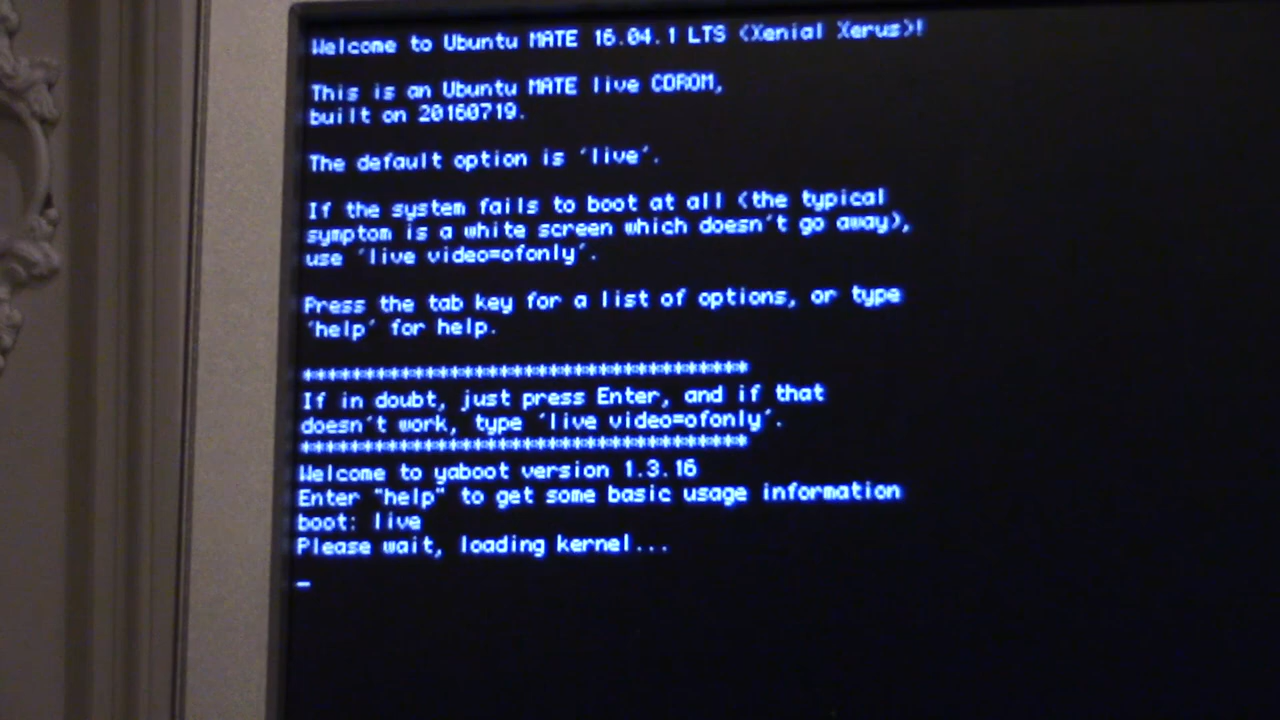 Welcome to Ubuntu MATE 16.04.1 LTS (Xenial Xerus)!
This is an Ubuntu MATE live CDROM,
built on 20160719.
The default option is 'live'.
If the system fails to boot at all (the typical
symptom is a white screen which doesn't go away),
use 'live video=ofonly'.
Press the tab key for a list of options, or type
'help' for help.
****************************************
If in doubt, just press Enter, and if that
doesn't work, type 'live video=ofonly'.
****************************************
Welcome to yaboot version 1.3.16
Enter "help" to get some basic usage information
boot: live
Please wait, loading kernel...
_